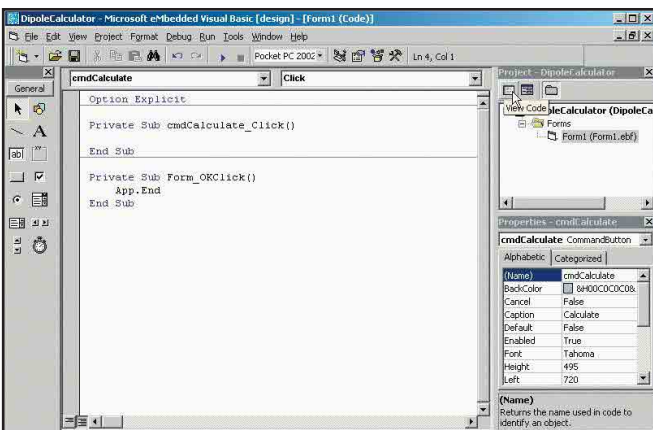 DipoleCalculator - Microsoft eMbedded Visual Basic [design] - [Form1 (Code)]
File Edit View Project Format Debug Run Tools Window Help
Pocket PC 2002
Ln 4, Col 1
General
A
ab|
cmdCalculate
Click
Option Explicit
Private Sub cmdCalculate_Click()
End Sub
Private Sub Form_OKClick()
App.End
End Sub
Project - DipoleCalculator
View Code
poleCalculator (DipoleCa
Forms
Form1 (Form1.ebf)
Properties - cmdCalculate
cmdCalculate CommandButton
Alphabetic Categorized
(Name) cmdCalculate
BackColor &H00C0C0C0&
Cancel False
Caption Calculate
Default False
Enabled True
Font Tahoma
Height 495
Left 720
(Name)
Returns the name used in code to
identify an object.